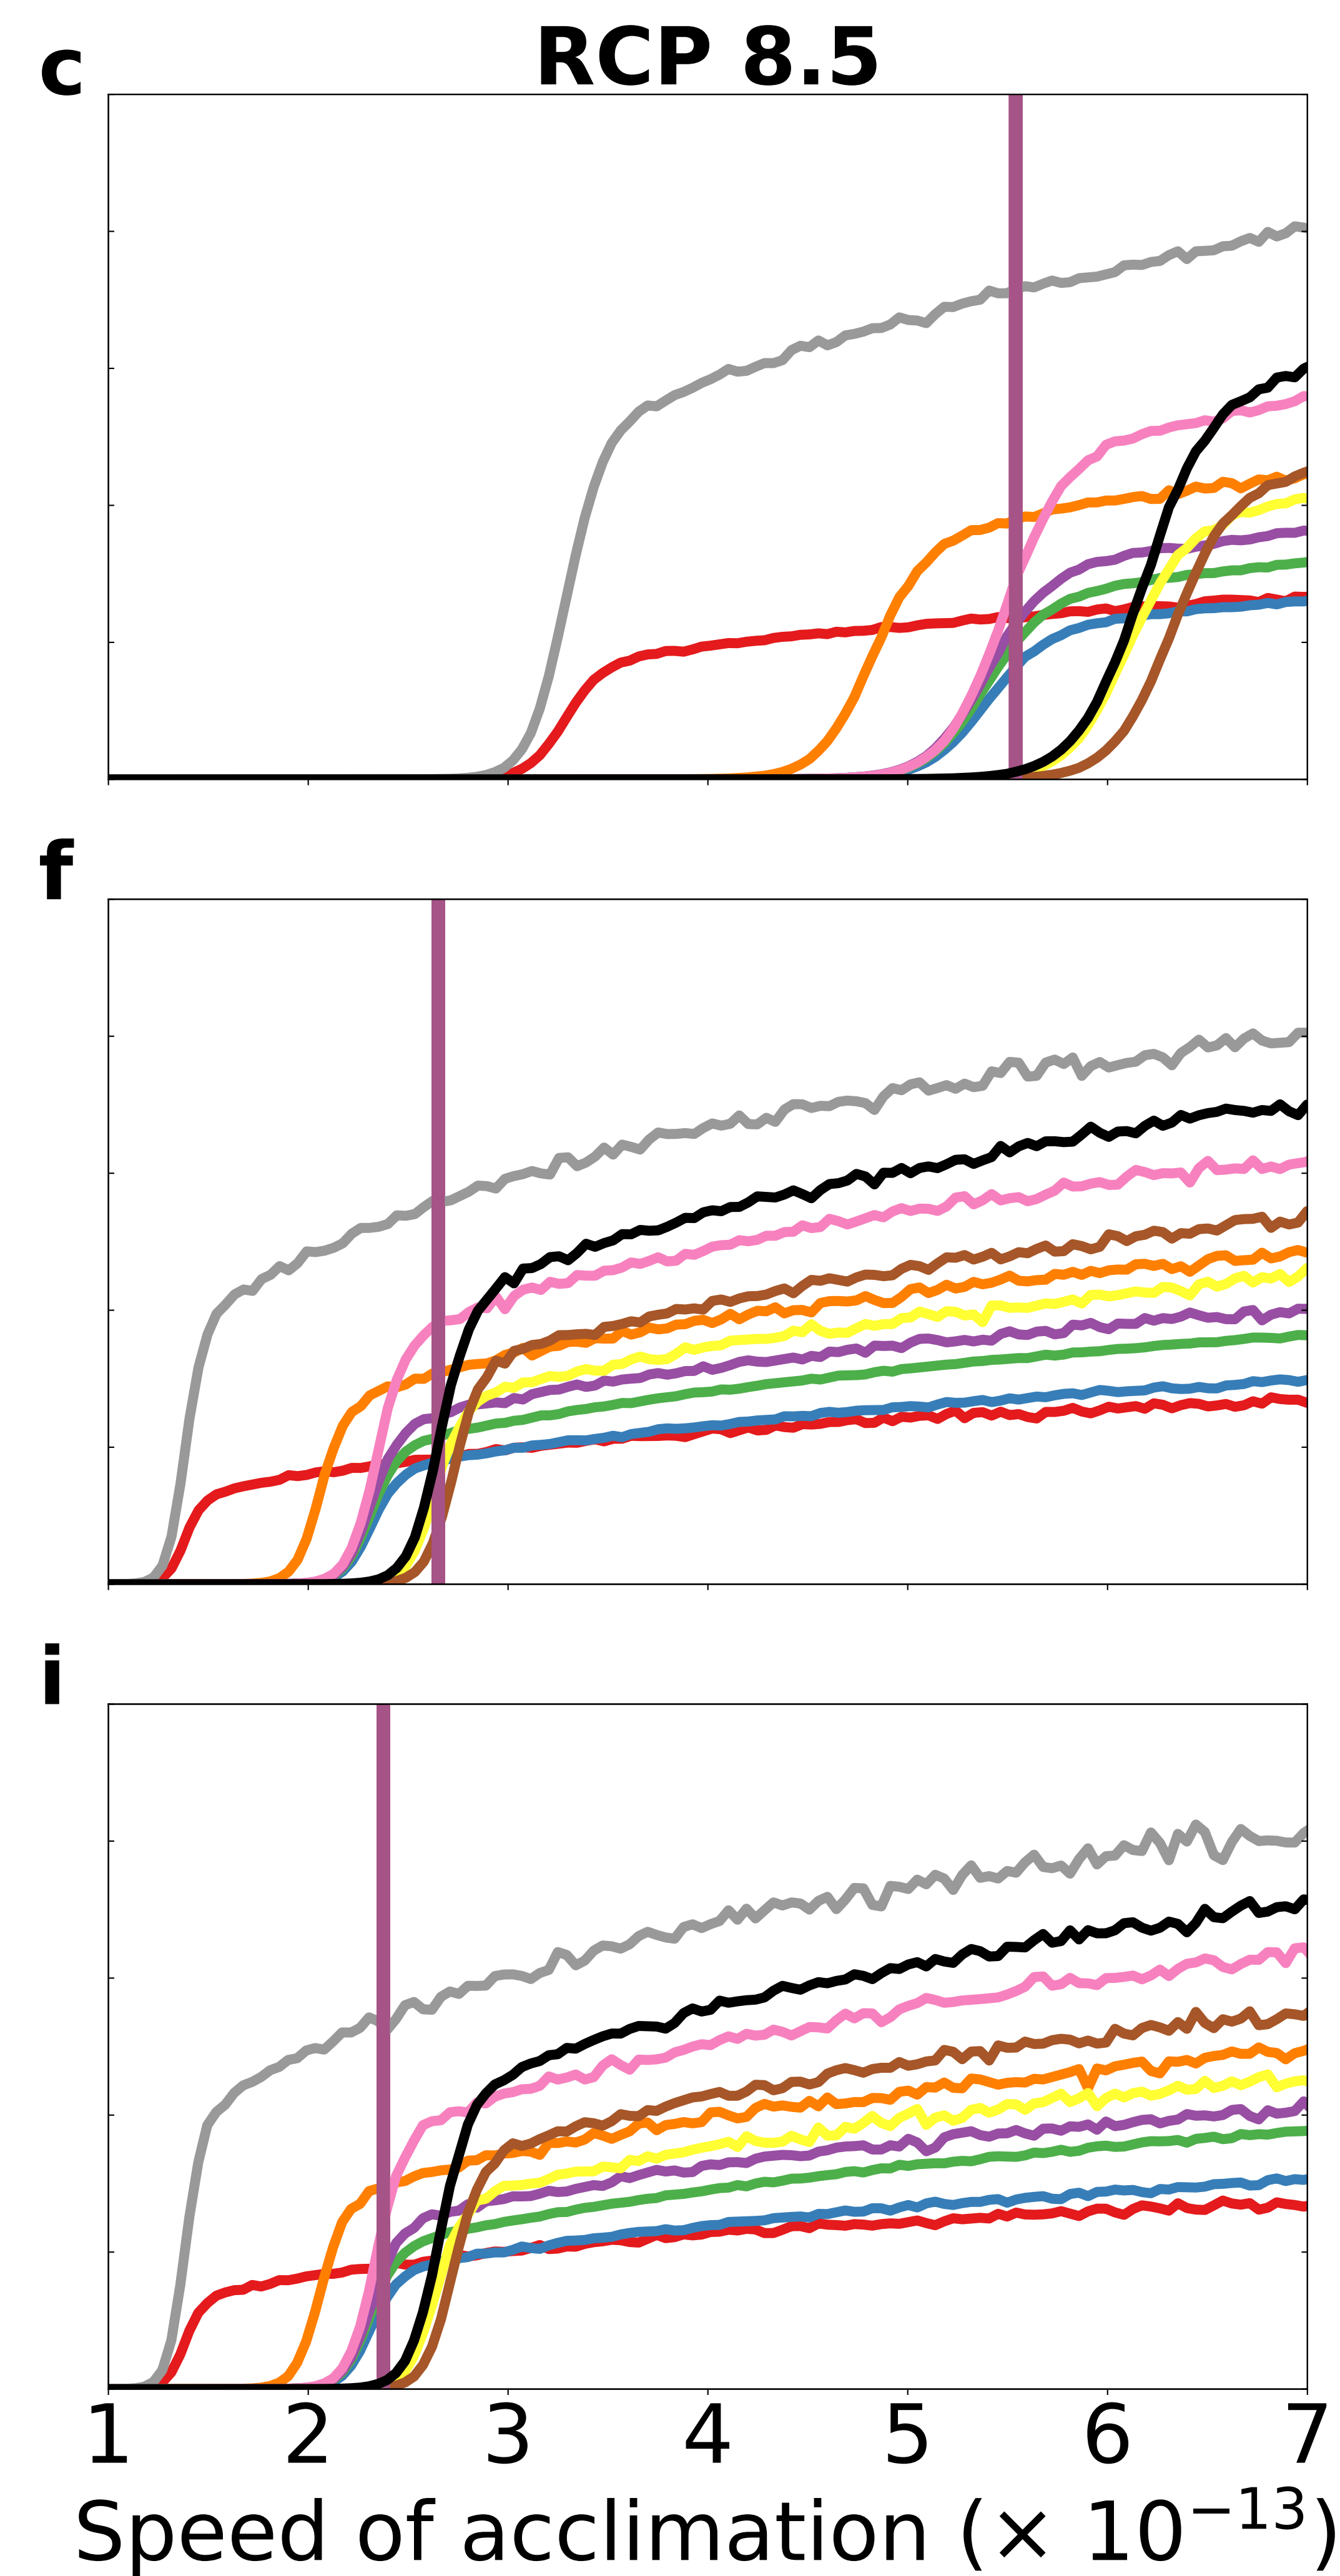 c
RCP 8.5
f
i
1 2 3 4 5 6 7
Speed of acclimation (× 10⁻¹³)